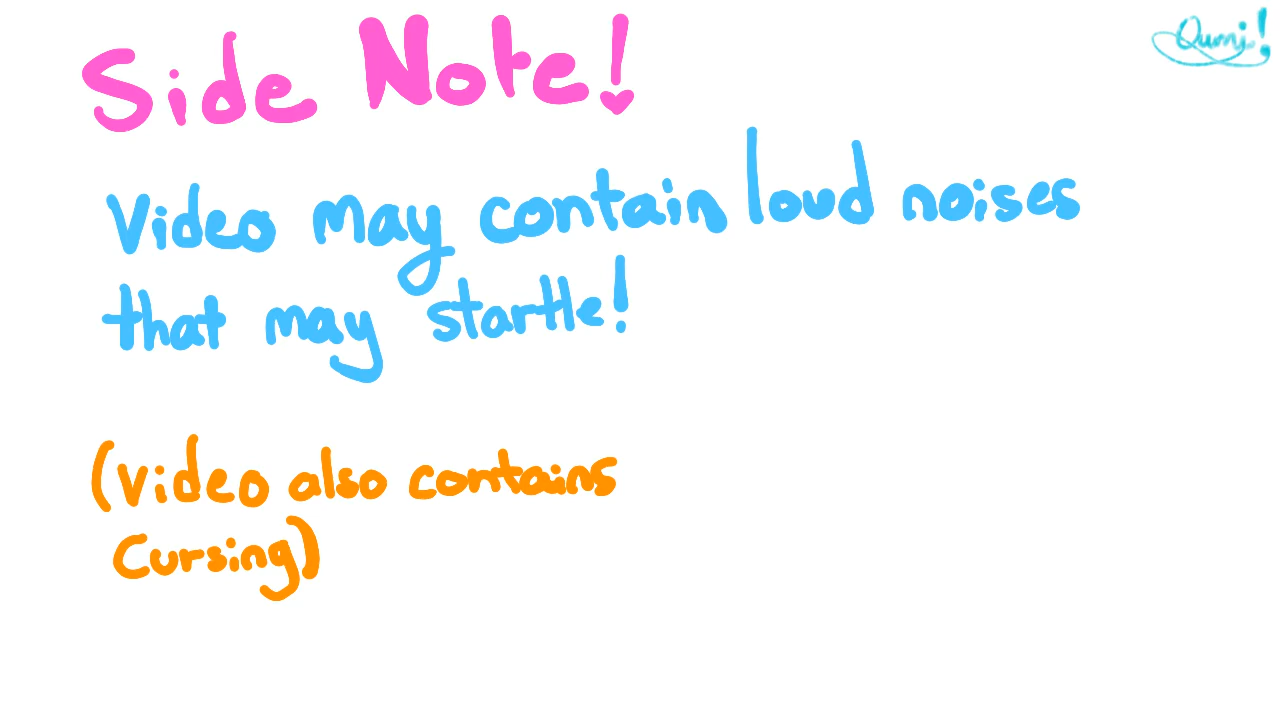 Side Note!
Qumi!
Video may contain loud noises
that may startle!
(Video also contains
Cursing)